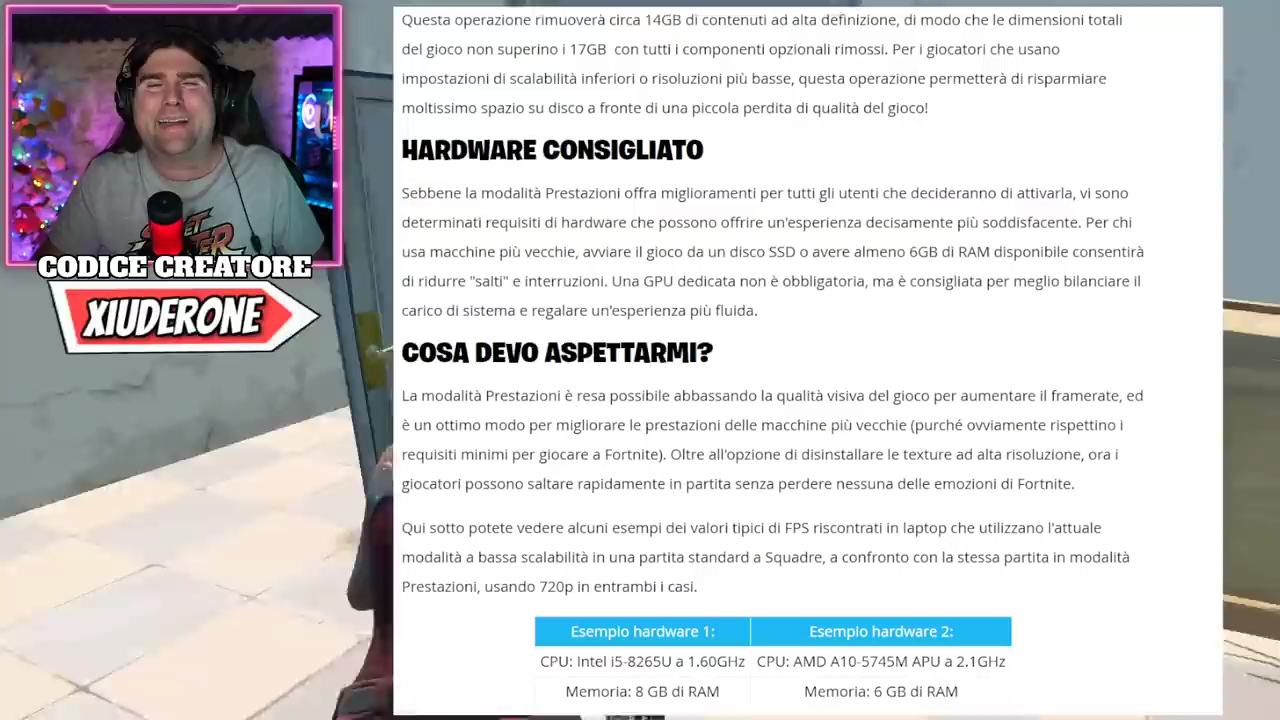 Questa operazione rimuoverà circa 14GB di contenuti ad alta definizione, di modo che le dimensioni totali
del gioco non superino i 17GB con tutti i componenti opzionali rimossi. Per i giocatori che usano
impostazioni di scalabilità inferiori o risoluzioni più basse, questa operazione permetterà di risparmiare
moltissimo spazio su disco a fronte di una piccola perdita di qualità del gioco!
HARDWARE CONSIGLIATO
Sebbene la modalità Prestazioni offra miglioramenti per tutti gli utenti che decideranno di attivarla, vi sono
determinati requisiti di hardware che possono offrire un'esperienza decisamente più soddisfacente. Per chi
usa macchine più vecchie, avviare il gioco da un disco SSD o avere almeno 6GB di RAM disponibile consentirà
di ridurre "salti" e interruzioni. Una GPU dedicata non è obbligatoria, ma è consigliata per meglio bilanciare il
carico di sistema e regalare un'esperienza più fluida.
COSA DEVO ASPETTARMI?
La modalità Prestazioni è resa possibile abbassando la qualità visiva del gioco per aumentare il framerate, ed
è un ottimo modo per migliorare le prestazioni delle macchine più vecchie (purché ovviamente rispettino i
requisiti minimi per giocare a Fortnite). Oltre all'opzione di disinstallare le texture ad alta risoluzione, ora i
giocatori possono saltare rapidamente in partita senza perdere nessuna delle emozioni di Fortnite.
Qui sotto potete vedere alcuni esempi dei valori tipici di FPS riscontrati in laptop che utilizzano l'attuale
modalità a bassa scalabilità in una partita standard a Squadre, a confronto con la stessa partita in modalità
Prestazioni, usando 720p in entrambi i casi.
Esempio hardware 1: Esempio hardware 2:
CPU: Intel i5-8265U a 1.60GHz CPU: AMD A10-5745M APU a 2.1GHz
Memoria: 8 GB di RAM Memoria: 6 GB di RAM
CODICE CREATORE
XIUDERONE